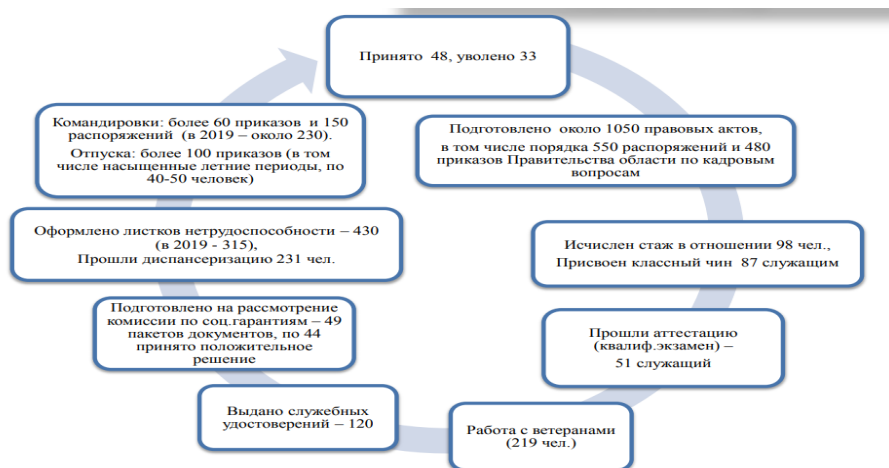 Принято 48, уволено 33
Подготовлено около 1050 правовых актов,
в том числе порядка 550 распоряжений и 480
приказов Правительства области по кадровым
вопросам
Исчислен стаж в отношении 98 чел.,
Присвоен классный чин 87 служащим
Прошли аттестацию
(квалиф.экзамен) –
51 служащий
Работа с ветеранами
(219 чел.)
Выдано служебных
удостоверений – 120
Подготовлено на рассмотрение
комиссии по соц.гарантиям – 49
пакетов документов, по 44
принято положительное
решение
Оформлено листков нетрудоспособности – 430
(в 2019 - 315),
Прошли диспансеризацию 231 чел.
Командировки: более 60 приказов и 150
распоряжений (в 2019 – около 230).
Отпуска: более 100 приказов (в том
числе насыщенные летние периоды, по
40-50 человек)